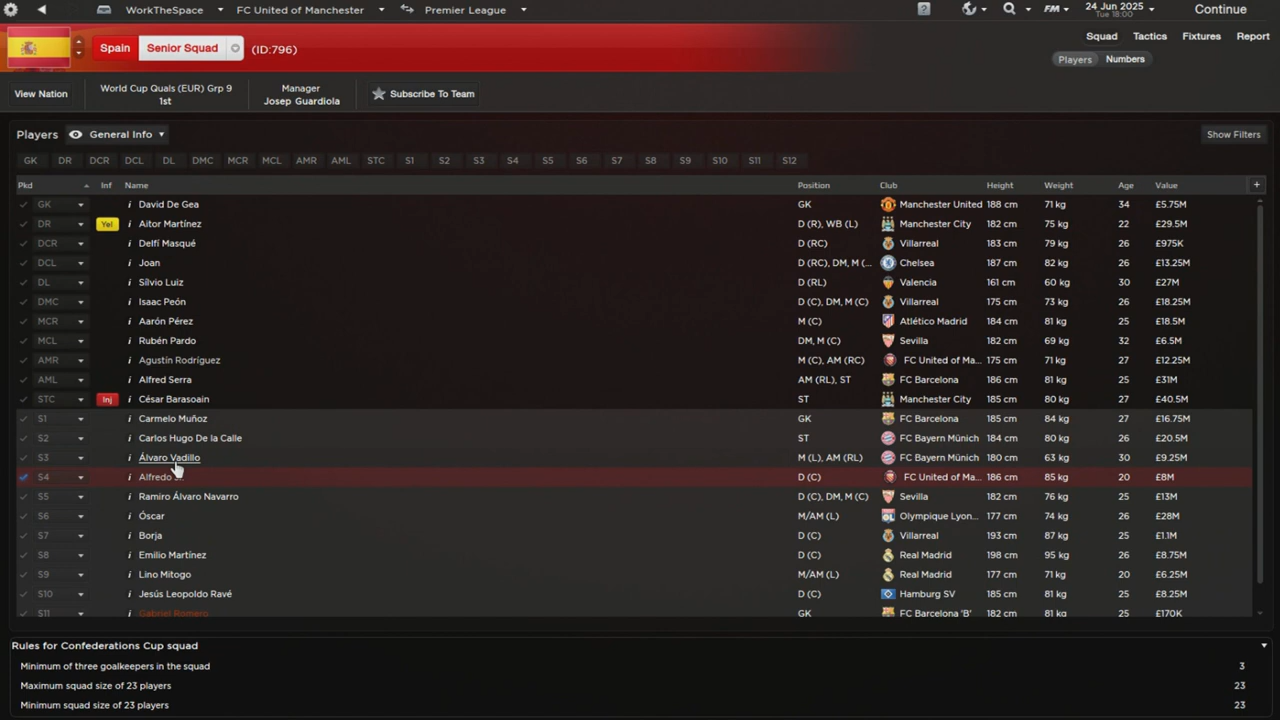 WorkTheSpace FC United of Manchester Premier League ? FM 24 Jun 2025 Tue 18:00 Continue
Spain Senior Squad (ID:796) Squad Tactics Fixtures Report
Players Numbers
View Nation World Cup Quals (EUR) Grp 9 1st Manager Josep Guardiola Subscribe To Team
Players General Info Show Filters
GK DR DCR DCL DL DMC MCR MCL AMR AML STC S1 S2 S3 S4 S5 S6 S7 S8 S9 S10 S11 S12
Pkd Inf Name Position Club Height Weight Age Value +
GK i David De Gea GK Manchester United 188 cm 71 kg 34 £5.75M
DR Yel i Aitor Martínez D (R), WB (L) Manchester City 182 cm 75 kg 22 £29.5M
DCR i Delfí Masqué D (RC) Villarreal 183 cm 79 kg 26 £975K
DCL i Joan D (RC), DM, M (... Chelsea 187 cm 82 kg 26 £13.25M
DL i Sílvio Luiz D (RL) Valencia 161 cm 60 kg 30 £27M
DMC i Isaac Peón D (C), DM, M (C) Villarreal 175 cm 73 kg 26 £18.25M
MCR i Aarón Pérez M (C) Atlético Madrid 184 cm 81 kg 25 £18.5M
MCL i Rubén Pardo DM, M (C) Sevilla 182 cm 69 kg 32 £6.5M
AMR i Agustín Rodríguez M (C), AM (RC) FC United of Ma... 175 cm 71 kg 27 £12.25M
AML i Alfred Serra AM (RL), ST FC Barcelona 186 cm 81 kg 25 £31M
STC Inj i César Barasoain ST Manchester City 185 cm 80 kg 27 £40.5M
S1 i Carmelo Muñoz GK FC Barcelona 185 cm 84 kg 27 £16.75M
S2 i Carlos Hugo De la Calle ST FC Bayern Münich 184 cm 80 kg 26 £20.5M
S3 i Álvaro Vadillo M (L), AM (RL) FC Bayern Münich 180 cm 63 kg 30 £9.25M
S4 i Alfredo D (C) FC United of Ma... 186 cm 85 kg 20 £8M
S5 i Ramiro Álvaro Navarro D (C), DM, M (C) Sevilla 182 cm 76 kg 25 £13M
S6 i Óscar M/AM (L) Olympique Lyon... 177 cm 74 kg 26 £28M
S7 i Borja D (C) Villarreal 193 cm 87 kg 25 £1.1M
S8 i Emilio Martínez D (C) Real Madrid 198 cm 95 kg 26 £8.75M
S9 i Lino Mitogo M/AM (L) Real Madrid 177 cm 71 kg 20 £6.25M
S10 i Jesús Leopoldo Ravé D (C) Hamburg SV 185 cm 81 kg 25 £8.25M
S11 i Gabriel Romero GK FC Barcelona 'B' 182 cm 81 kg 25 £170K
Rules for Confederations Cup squad
Minimum of three goalkeepers in the squad 3
Maximum squad size of 23 players 23
Minimum squad size of 23 players 23